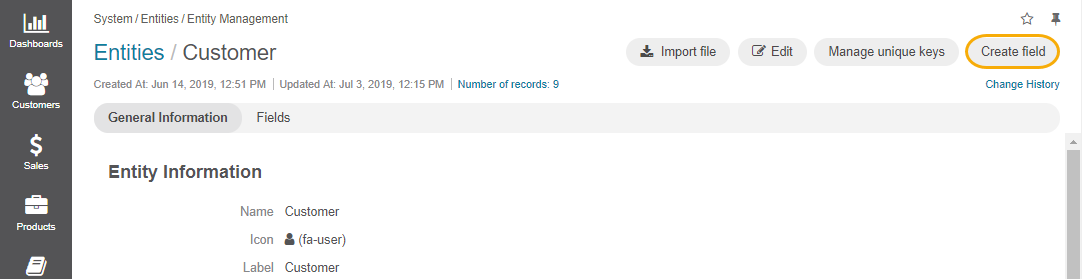 System / Entities / Entity Management
Entities / Customer
Import file
Edit
Manage unique keys
Create field
Created At: Jun 14, 2019, 12:51 PM
Updated At: Jul 3, 2019, 12:15 PM
Number of records: 9
Change History
General Information
Fields
Entity Information
Name Customer
Icon (fa-user)
Label Customer
Dashboards
Customers
Sales
Products